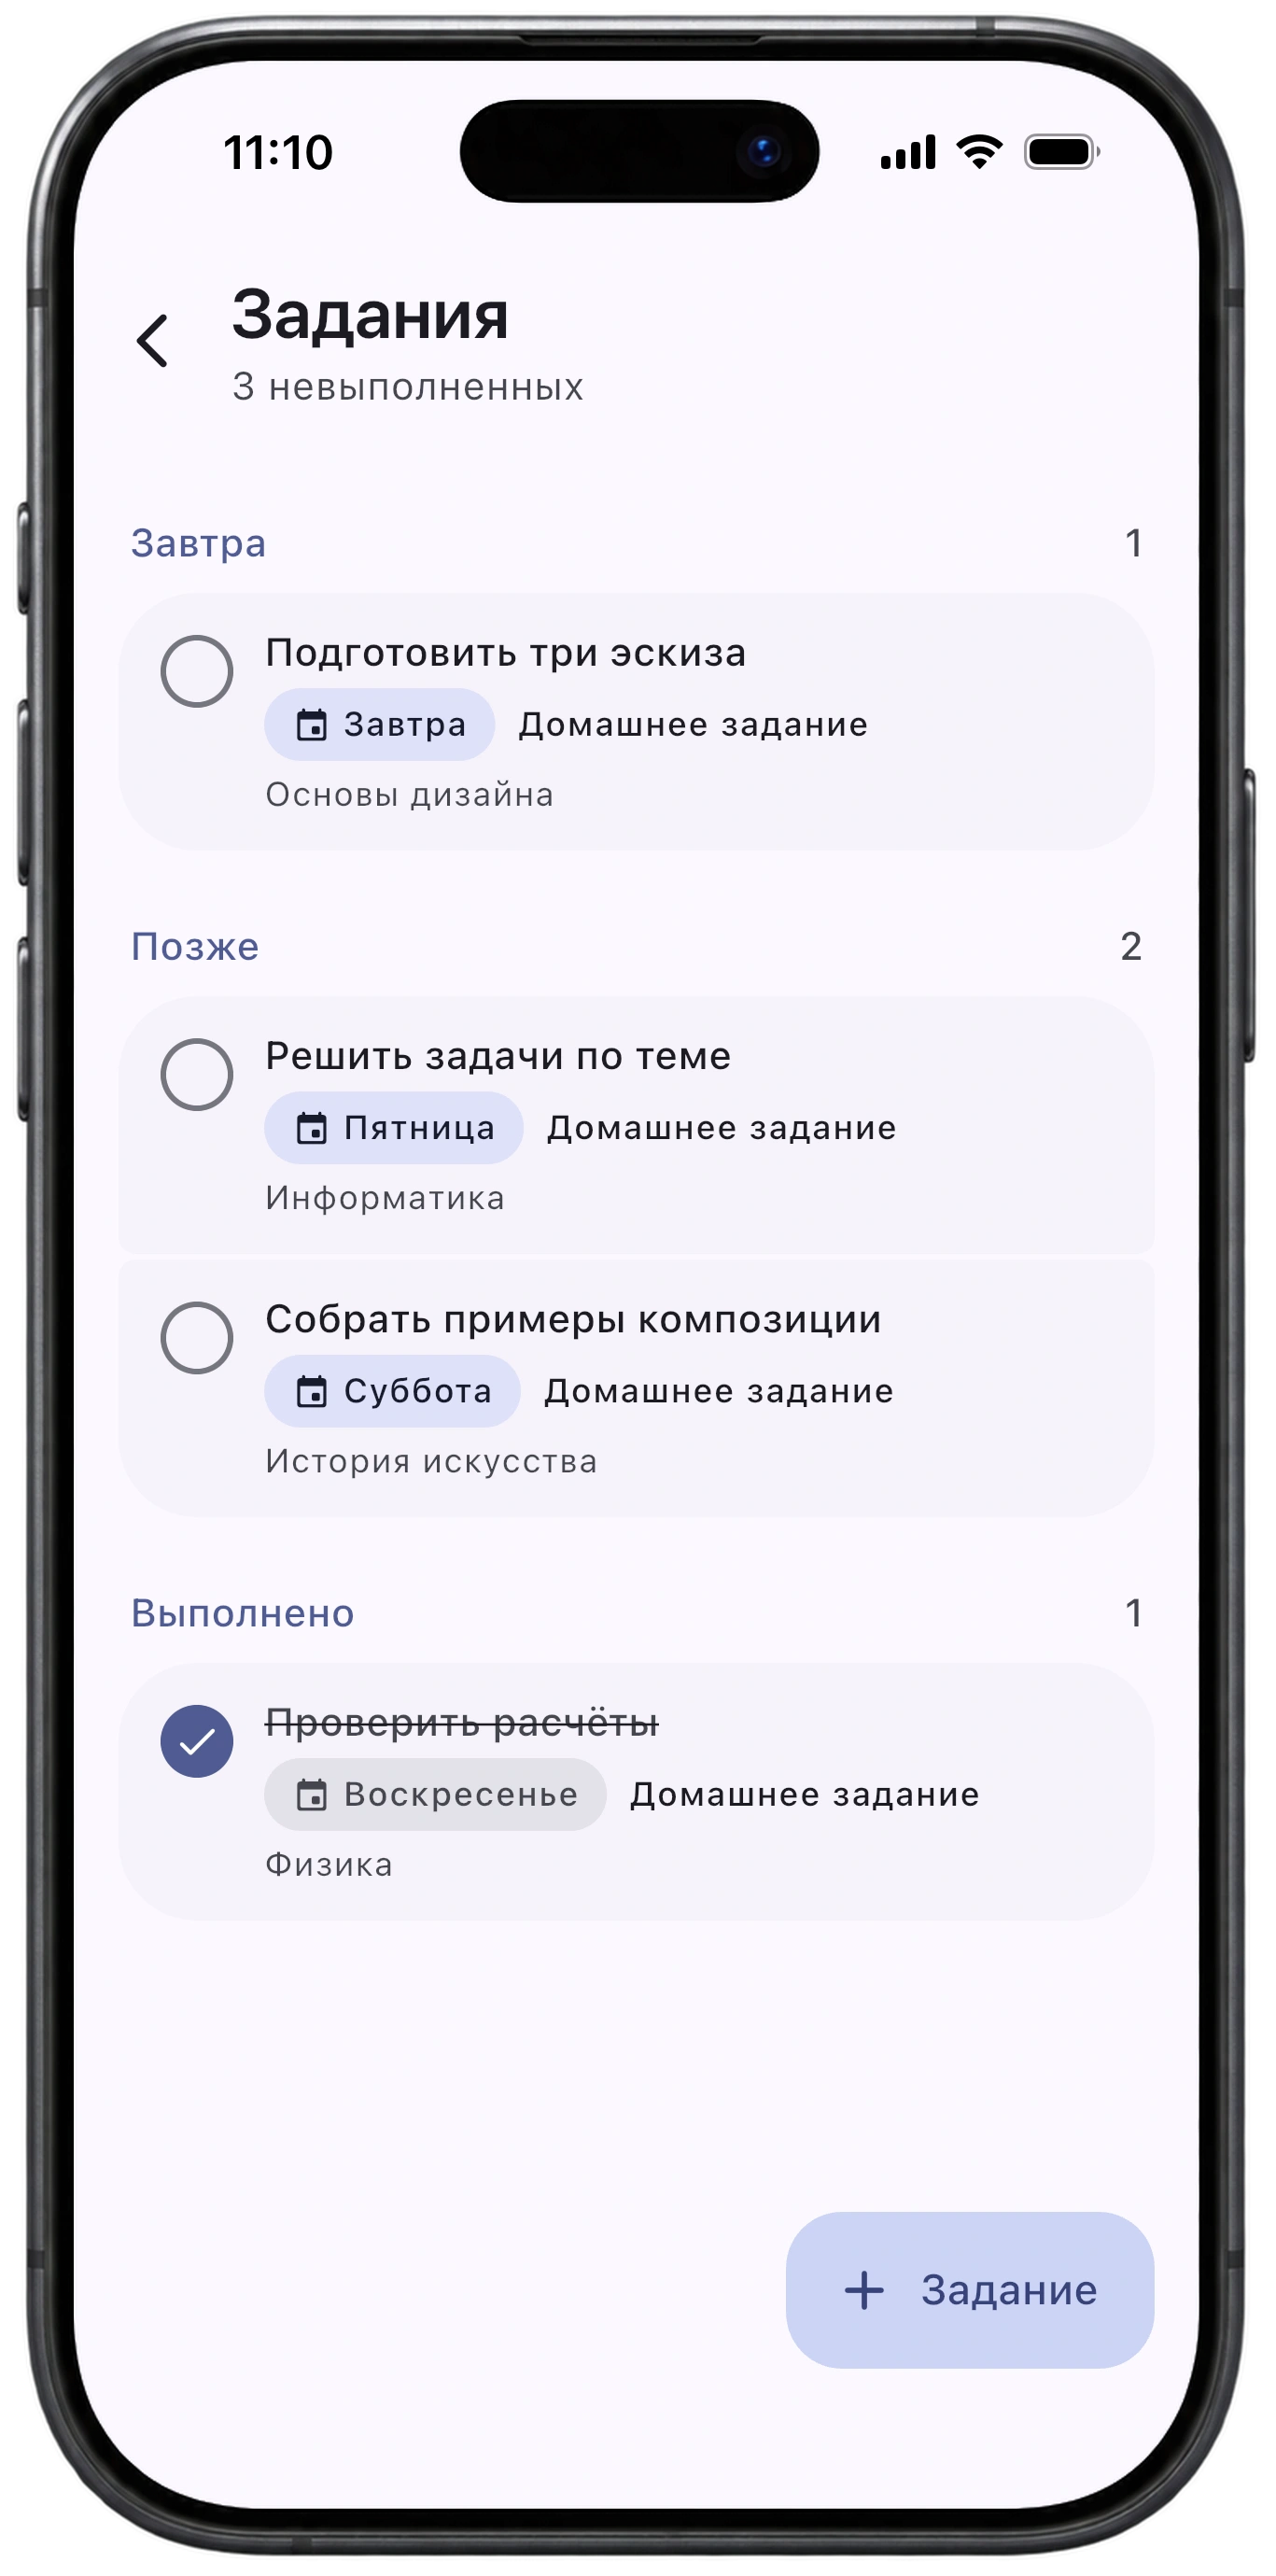 11:10
Задания
3 невыполненных
Завтра 1
Подготовить три эскиза
Завтра Домашнее задание
Основы дизайна
Позже 2
Решить задачи по теме
Пятница Домашнее задание
Информатика
Собрать примеры композиции
Суббота Домашнее задание
История искусства
Выполнено 1
Проверить расчёты
Воскресенье Домашнее задание
Физика
+ Задание